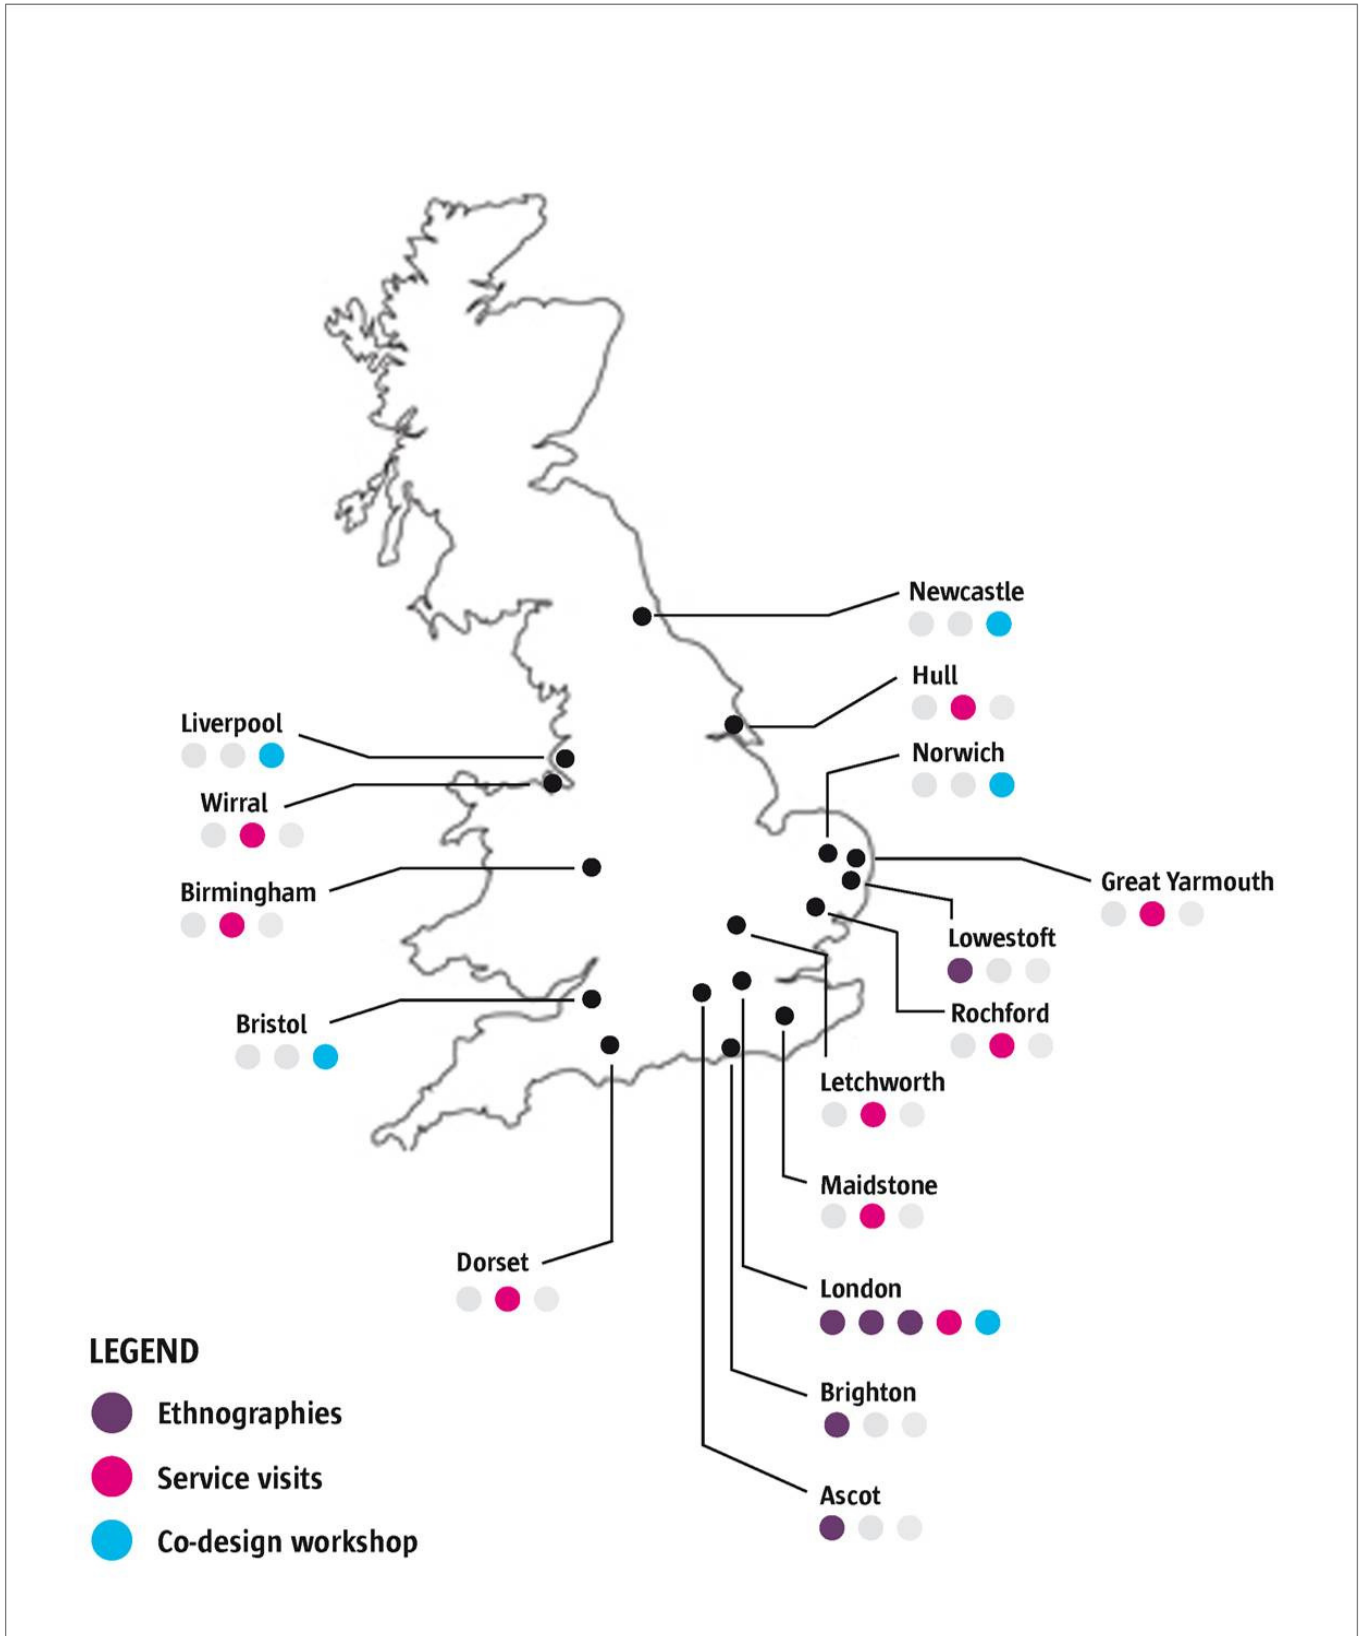 Newcastle
Hull
Liverpool
Norwich
Wirral
Great Yarmouth
Birmingham
Lowestoft
Rochford
Bristol
Letchworth
Maidstone
Dorset
London
LEGEND
Brighton
Ethnographies
Service visits
Ascot
Co-design workshop